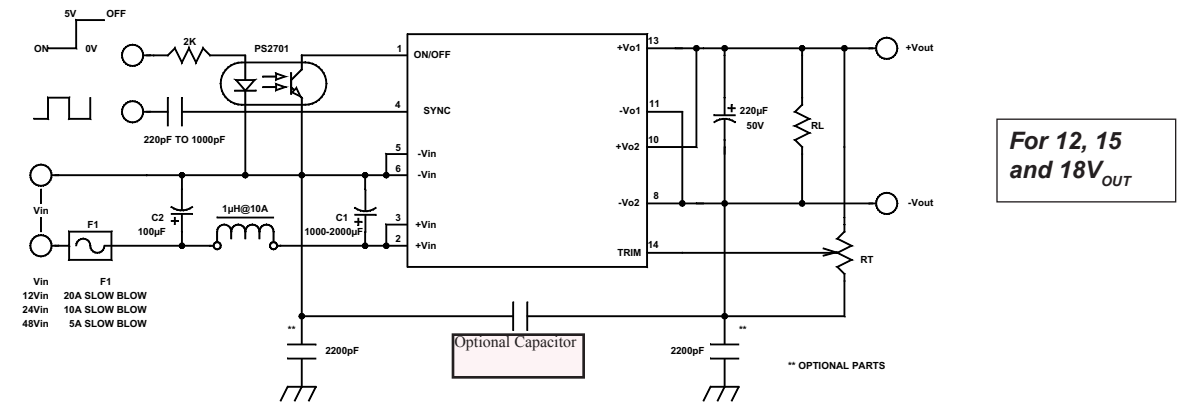 5V OFF
ON 0V
2K
PS2701
1 ON/OFF
+Vo1 13
+Vout
4 SYNC
-Vo1 11
220µF
50V
RL
220pF TO 1000pF
+Vo2 10
5 -Vin
6 -Vin
For 12, 15
and 18VOUT
-Vo2 8
-Vout
Vin
C2
100µF
1µH@10A
C1
1000-2000µF
3 +Vin
2 +Vin
F1
TRIM 14
RT
Vin F1
12Vin 20A SLOW BLOW
24Vin 10A SLOW BLOW
48Vin 5A SLOW BLOW
**
2200pF
Optional Capacitor
**
2200pF
** OPTIONAL PARTS